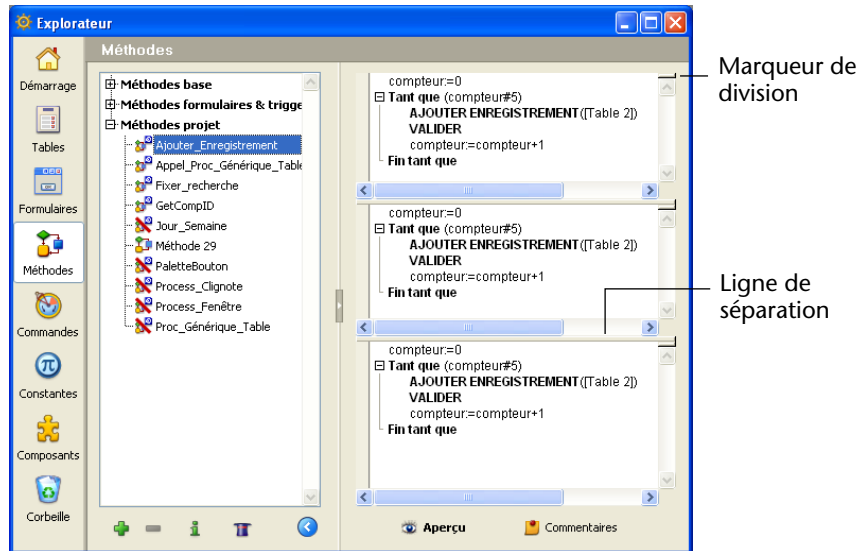 Explorateur
Méthodes
Démarrage
Tables
Formulaires
Méthodes
Commandes
Constantes
Composants
Corbeille
Méthodes base
Méthodes formulaires & trigge
Méthodes projet
Ajouter_Enregistrement
Appel_Proc_Générique_Table
Fixer_recherche
GetCompID
Jour_Semaine
Méthode 29
PaletteBouton
Process_Clignote
Process_Fenêtre
Proc_Générique_Table
compteur:=0
Tant que (compteur#5)
AJOUTER ENREGISTREMENT([Table 2])
VALIDER
compteur:=compteur+1
Fin tant que
compteur:=0
Tant que (compteur#5)
AJOUTER ENREGISTREMENT([Table 2])
VALIDER
compteur:=compteur+1
Fin tant que
compteur:=0
Tant que (compteur#5)
AJOUTER ENREGISTREMENT([Table 2])
VALIDER
compteur:=compteur+1
Fin tant que
Aperçu
Commentaires
Marqueur de
division
Ligne de
séparation